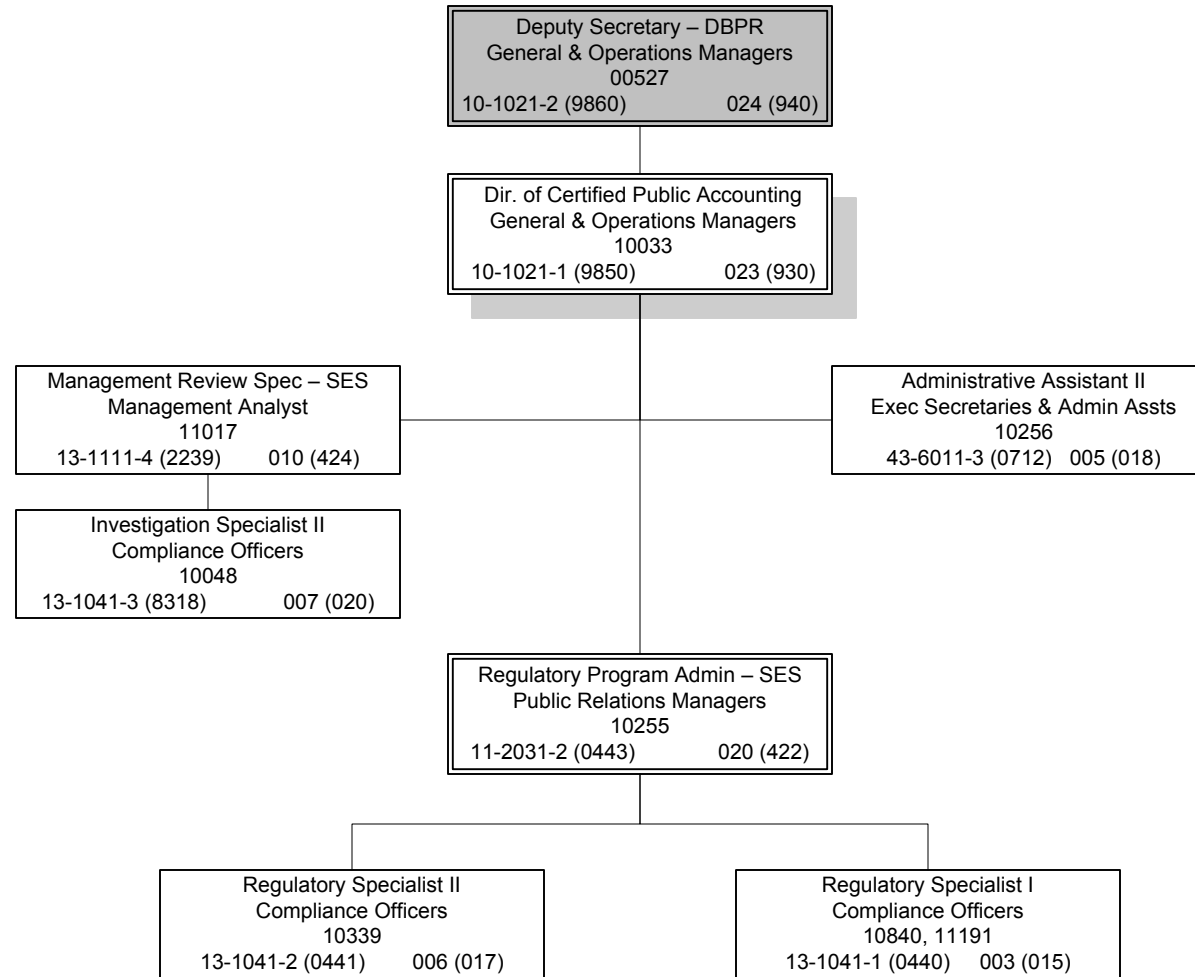 Deputy Secretary – DBPR
General & Operations Managers
00527
10-1021-2 (9860) 024 (940)
Dir. of Certified Public Accounting
General & Operations Managers
10033
10-1021-1 (9850) 023 (930)
Management Review Spec – SES
Management Analyst
11017
13-1111-4 (2239) 010 (424)
Administrative Assistant II
Exec Secretaries & Admin Assts
10256
43-6011-3 (0712) 005 (018)
Investigation Specialist II
Compliance Officers
10048
13-1041-3 (8318) 007 (020)
Regulatory Program Admin – SES
Public Relations Managers
10255
11-2031-2 (0443) 020 (422)
Regulatory Specialist II
Compliance Officers
10339
13-1041-2 (0441) 006 (017)
Regulatory Specialist I
Compliance Officers
10840, 11191
13-1041-1 (0440) 003 (015)